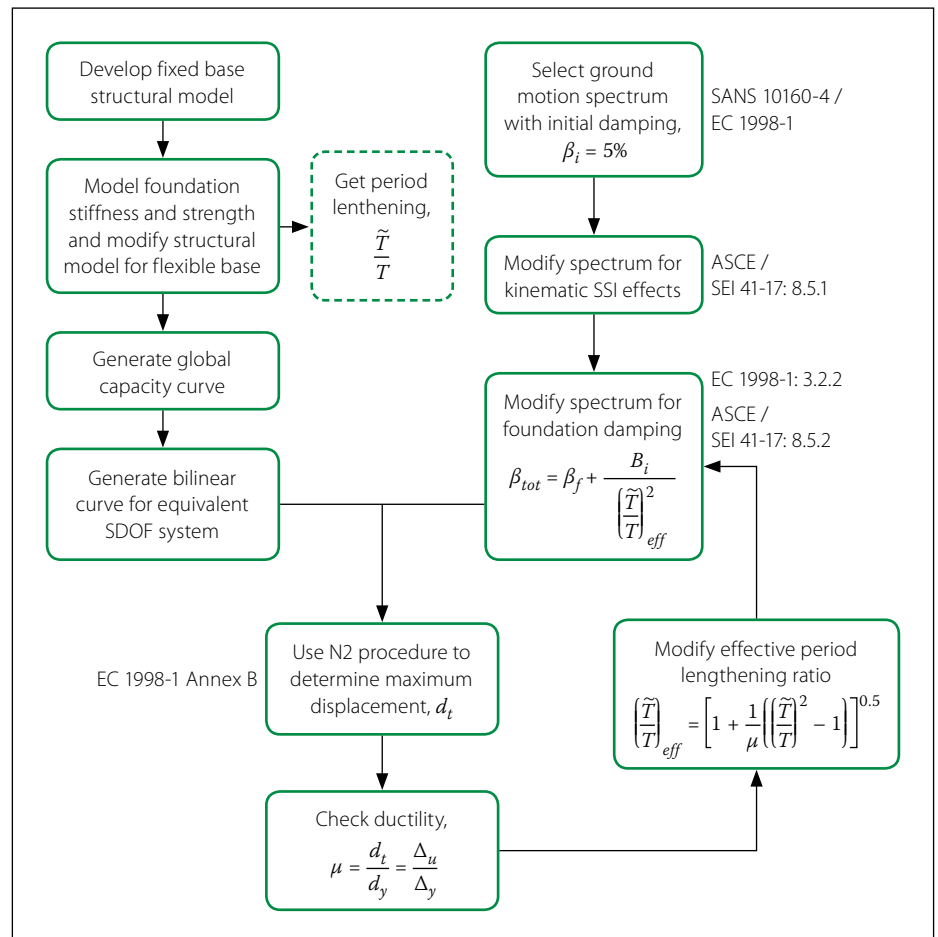 Develop fixed base
structural model
Model foundation
stiffness and strength
and modify structural
model for flexible base
Get period
lenthening,
T̃/T
Generate global
capacity curve
Generate bilinear
curve for equivalent
SDOF system
Select ground
motion spectrum
with initial damping,
βi = 5%
SANS 10160-4 /
EC 1998-1
Modify spectrum for
kinematic SSI effects
ASCE /
SEI 41-17: 8.5.1
Modify spectrum for
foundation damping
βtot = βf + Bi / (T̃/T)²eff
EC 1998-1: 3.2.2
ASCE /
SEI 41-17: 8.5.2
EC 1998-1 Annex B
Use N2 procedure to
determine maximum
displacement, dt
Check ductility,
μ = dt/dy = Δu/Δy
Modify effective period
lengthening ratio
(T̃/T)eff = [1 + 1/μ((T̃/T)² − 1)]^0.5